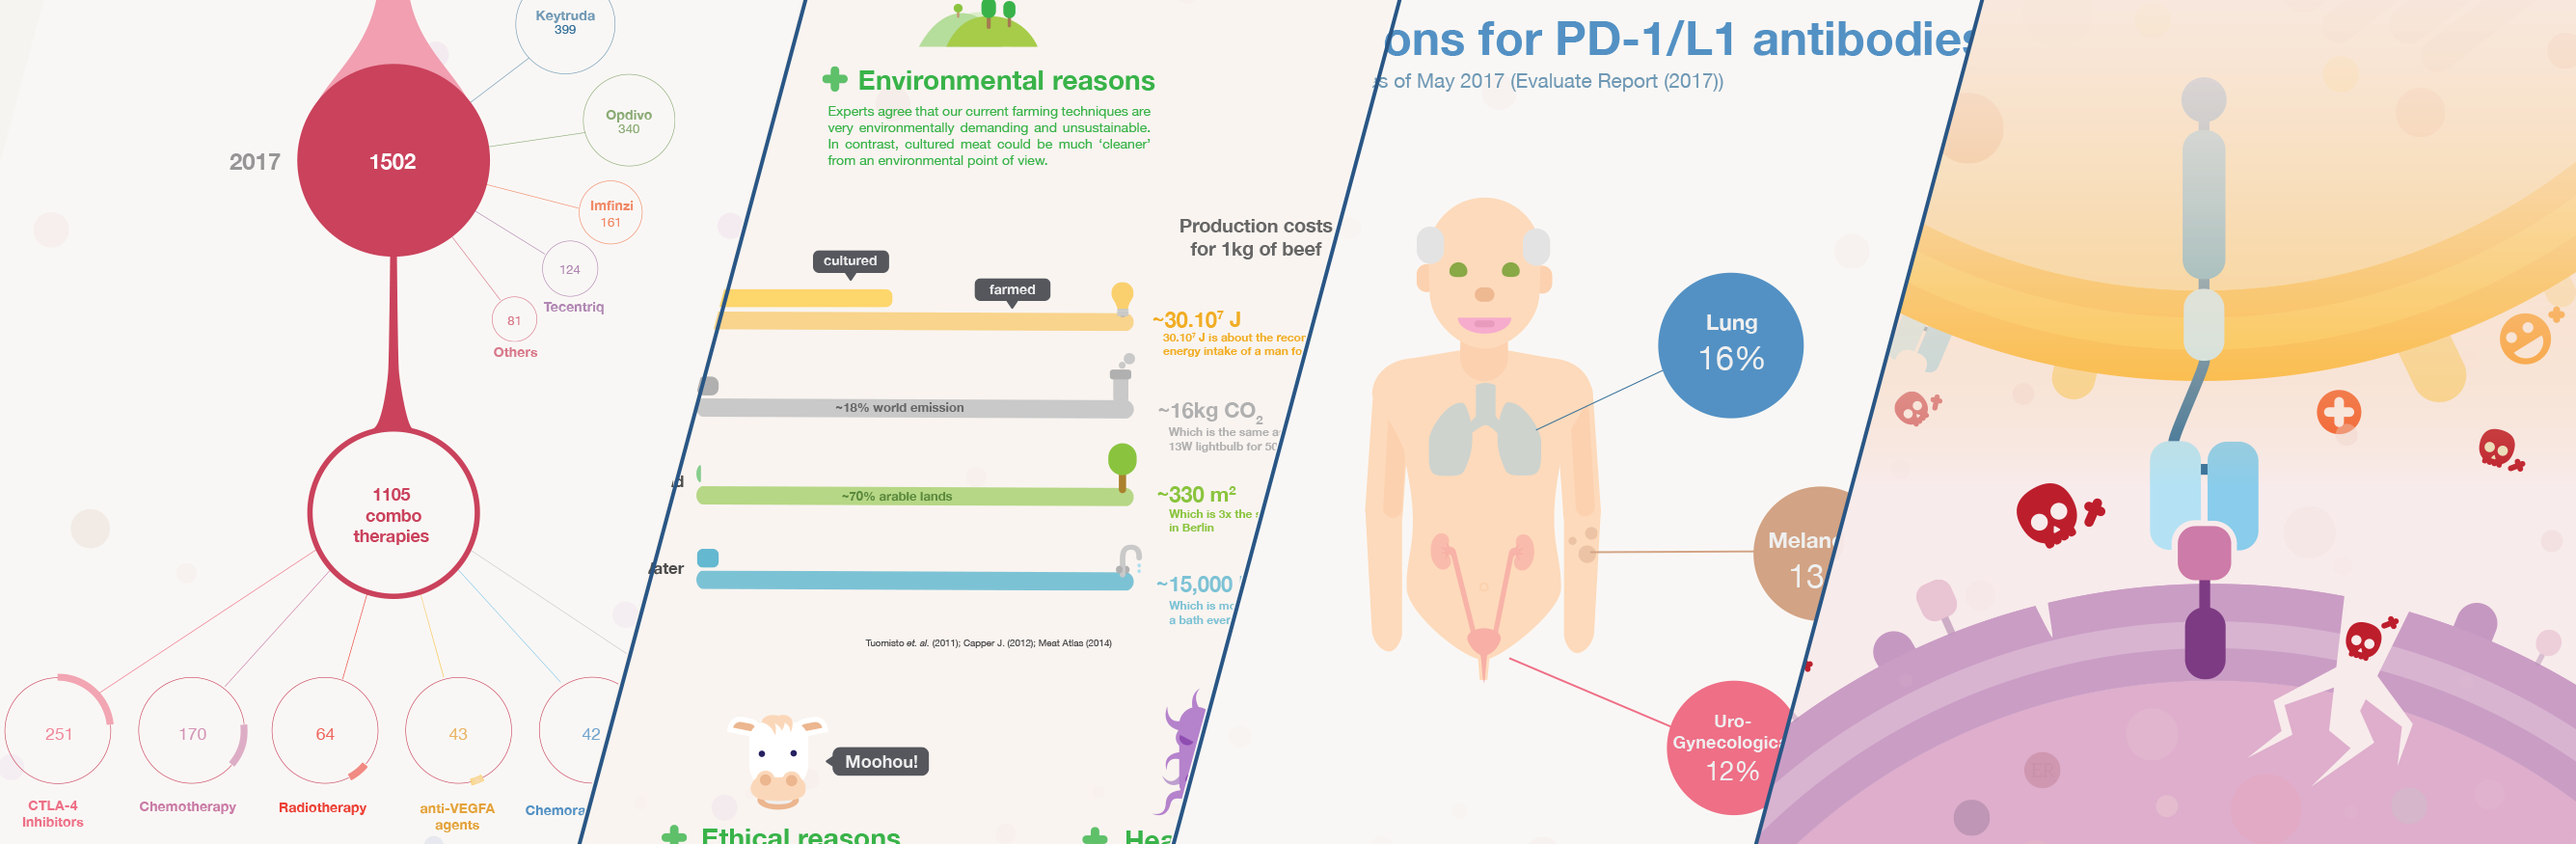 Keytruda
399
Opdivo
340
2017
1502
Imfinzi
161
124
Tecentriq
81
Others
1105
combo
therapies
251
170
64
43
42
CTLA-4
Inhibitors
Chemotherapy
Radiotherapy
anti-VEGFA
agents
Chemora
Environmental reasons
Experts agree that our current farming techniques are
very environmentally demanding and unsustainable.
In contrast, cultured meat could be much ‘cleaner’
from an environmental point of view.
Production costs
for 1kg of beef
cultured
farmed
~30.10⁷ J
30.10⁷ J is about the recor
energy intake of a man fo
~18% world emission
~16kg CO₂
Which is the same a
13W lightbulb for 50
d
~70% arable lands
~330 m²
Which is 3x the
in Berlin
ater
~15,000
Which is mo
a bath ever
Tuomisto et. al. (2011); Capper J. (2012); Meat Atlas (2014)
Moohou!
Ethical reasons
Hea
ons for PD-1/L1 antibodies
s of May 2017 (Evaluate Report (2017))
Lung
16%
Melan
13
Uro-
Gynecologica
12%